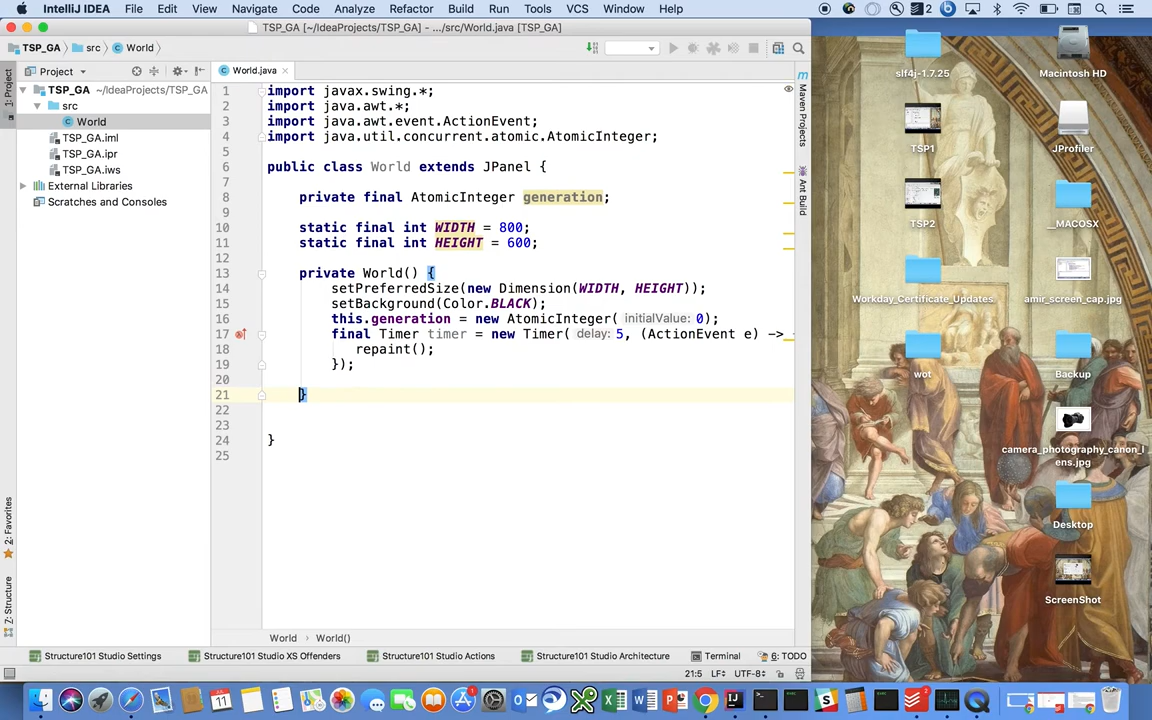 IntelliJ IDEA File Edit View Navigate Code Analyze Refactor Build Run Tools VCS Window Help 2
TSP_GA [~/IdeaProjects/TSP_GA] - .../src/World.java [TSP_GA]
TSP_GA src World
Project World.java
1: Project
TSP_GA ~/IdeaProjects/TSP_GA
src
World
TSP_GA.iml
TSP_GA.ipr
TSP_GA.iws
External Libraries
Scratches and Consoles
2: Favorites
7: Structure
1 import javax.swing.*;
2 import java.awt.*;
3 import java.awt.event.ActionEvent;
4 import java.util.concurrent.atomic.AtomicInteger;
5
6 public class World extends JPanel {
7
8 private final AtomicInteger generation;
9
10 static final int WIDTH = 800;
11 static final int HEIGHT = 600;
12
13 private World() {
14 setPreferredSize(new Dimension(WIDTH, HEIGHT));
15 setBackground(Color.BLACK);
16 this.generation = new AtomicInteger( initialValue: 0);
17 final Timer timer = new Timer( delay: 5, (ActionEvent e) ->
18 repaint();
19 });
20
21 }
22
23
24 }
25
Maven Projects
Ant Build
World › World()
Structure101 Studio Settings Structure101 Studio XS Offenders Structure101 Studio Actions Structure101 Studio Architecture Terminal 6: TODO
21:5 LF UTF-8
slf4j-1.7.25
Macintosh HD
TSP1
JProfiler
TSP2
__MACOSX
Workday_Certificate_Updates
amir_screen_cap.jpg
wot
Backup
camera_photography_canon_l
ens.jpg
Desktop
ScreenShot